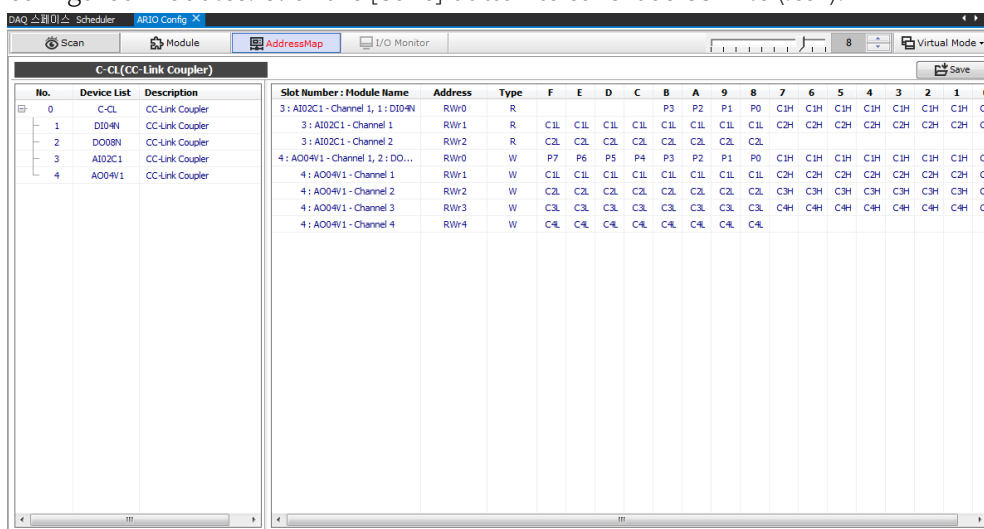 DAQ 스페이스 Scheduler ARIO Config
Scan Module AddressMap I/O Monitor 8 Virtual Mode
C-CL(CC-Link Coupler) Save
No. Device List Description
0 C-CL CC-Link Coupler
1 DI04N CC-Link Coupler
2 DO08N CC-Link Coupler
3 AI02C1 CC-Link Coupler
4 AO04V1 CC-Link Coupler
Slot Number : Module Name Address Type F E D C B A 9 8 7 6 5 4 3 2 1
3 : AI02C1 - Channel 1, 1 : DI04N RWr0 R P3 P2 P1 P0 C1H C1H C1H C1H C1H C1H C1H
3 : AI02C1 - Channel 1 RWr1 R C1L C1L C1L C1L C1L C1L C1L C1L C2H C2H C2H C2H C2H C2H C2H
3 : AI02C1 - Channel 2 RWr2 R C2L C2L C2L C2L C2L C2L C2L C2L
4 : AO04V1 - Channel 1, 2 : DO... RWr0 W P7 P6 P5 P4 P3 P2 P1 P0 C1H C1H C1H C1H C1H C1H C1H
4 : AO04V1 - Channel 1 RWr1 W C1L C1L C1L C1L C1L C1L C1L C1L C2H C2H C2H C2H C2H C2H C2H
4 : AO04V1 - Channel 2 RWr2 W C2L C2L C2L C2L C2L C2L C2L C2L C3H C3H C3H C3H C3H C3H C3H
4 : AO04V1 - Channel 3 RWr3 W C3L C3L C3L C3L C3L C3L C3L C3L C4H C4H C4H C4H C4H C4H C4H
4 : AO04V1 - Channel 4 RWr4 W C4L C4L C4L C4L C4L C4L C4L C4L